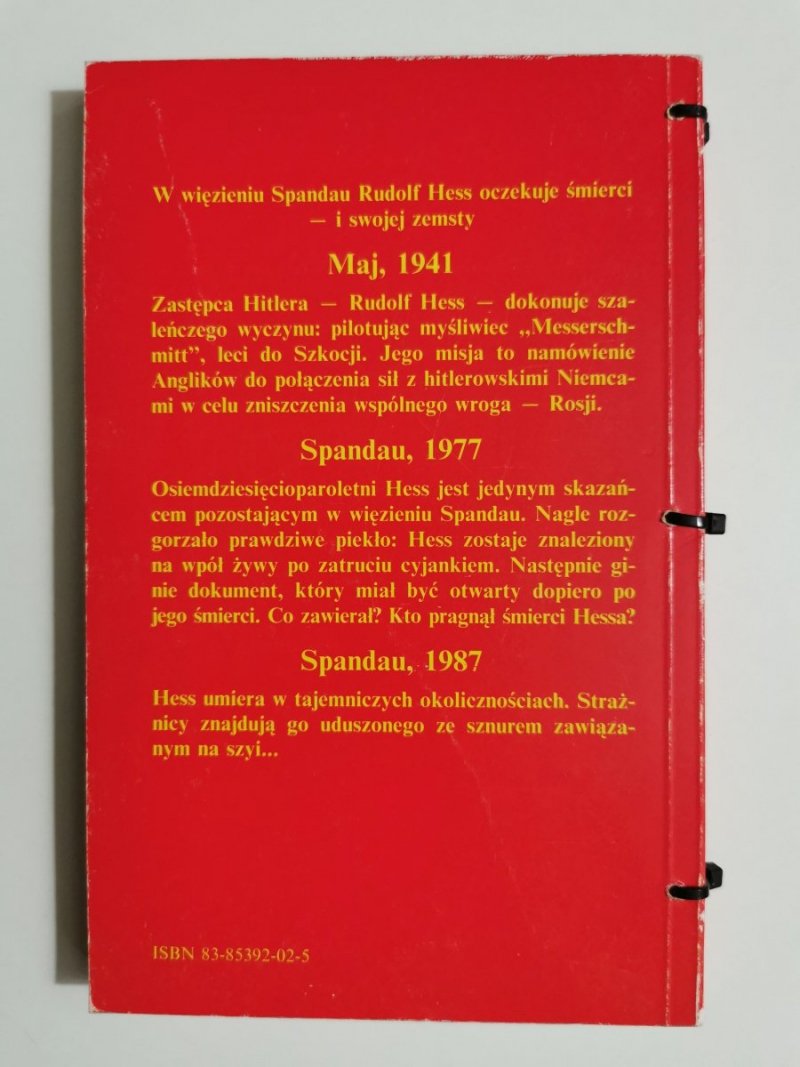 W więzieniu Spandau Rudolf Hess oczekuje śmierci
— i swojej zemsty
Maj, 1941
Zastępca Hitlera — Rudolf Hess — dokonuje sza-
leńczego wyczynu: pilotując myśliwiec „Messersch-
mitt”, leci do Szkocji. Jego misja to namówienie
Anglików do połączenia sił z hitlerowskimi Niemca-
mi w celu zniszczenia wspólnego wroga — Rosji.
Spandau, 1977
Osiemdziesięcioparoletni Hess jest jedynym skazań-
cem pozostającym w więzieniu Spandau. Nagle roz-
gorzało prawdziwe piekło: Hess zostaje znaleziony
na wpół żywy po zatruciu cyjankiem. Następnie gi-
nie dokument, który miał być otwarty dopiero po
jego śmierci. Co zawierał? Kto pragnął śmierci Hessa?
Spandau, 1987
Hess umiera w tajemniczych okolicznościach. Straż-
nicy znajdują go uduszonego ze sznurem zawiąza-
nym na szyi...
ISBN 83-85392-02-5